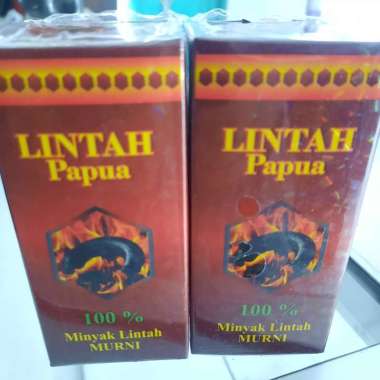 LINTAH
Papua
100 %
Minyak Lintah
MURNI
LINTAH
Papua
100 %
Minyak Lintah
MURNI